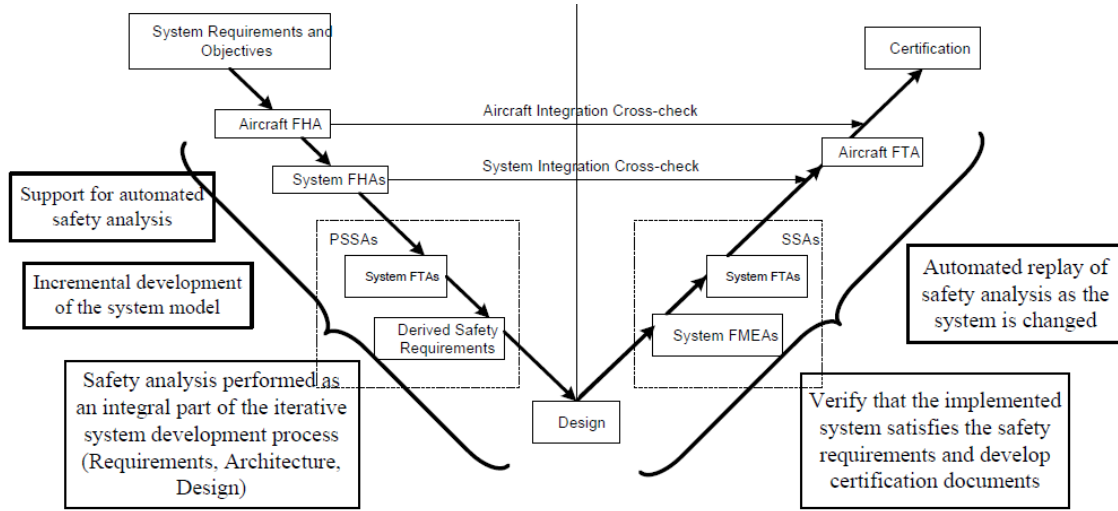 System Requirements and
Objectives
Certification
Aircraft FHA
Aircraft Integration Cross-check
Aircraft FTA
System FHAs
System Integration Cross-check
Support for automated
safety analysis
PSSAs
System FTAs
SSAs
System FTAs
Incremental development
of the system model
Automated replay of
safety analysis as the
system is changed
Derived Safety
Requirements
System FMEAs
Safety analysis performed as
an integral part of the iterative
system development process
(Requirements, Architecture,
Design)
Design
Verify that the implemented
system satisfies the safety
requirements and develop
certification documents